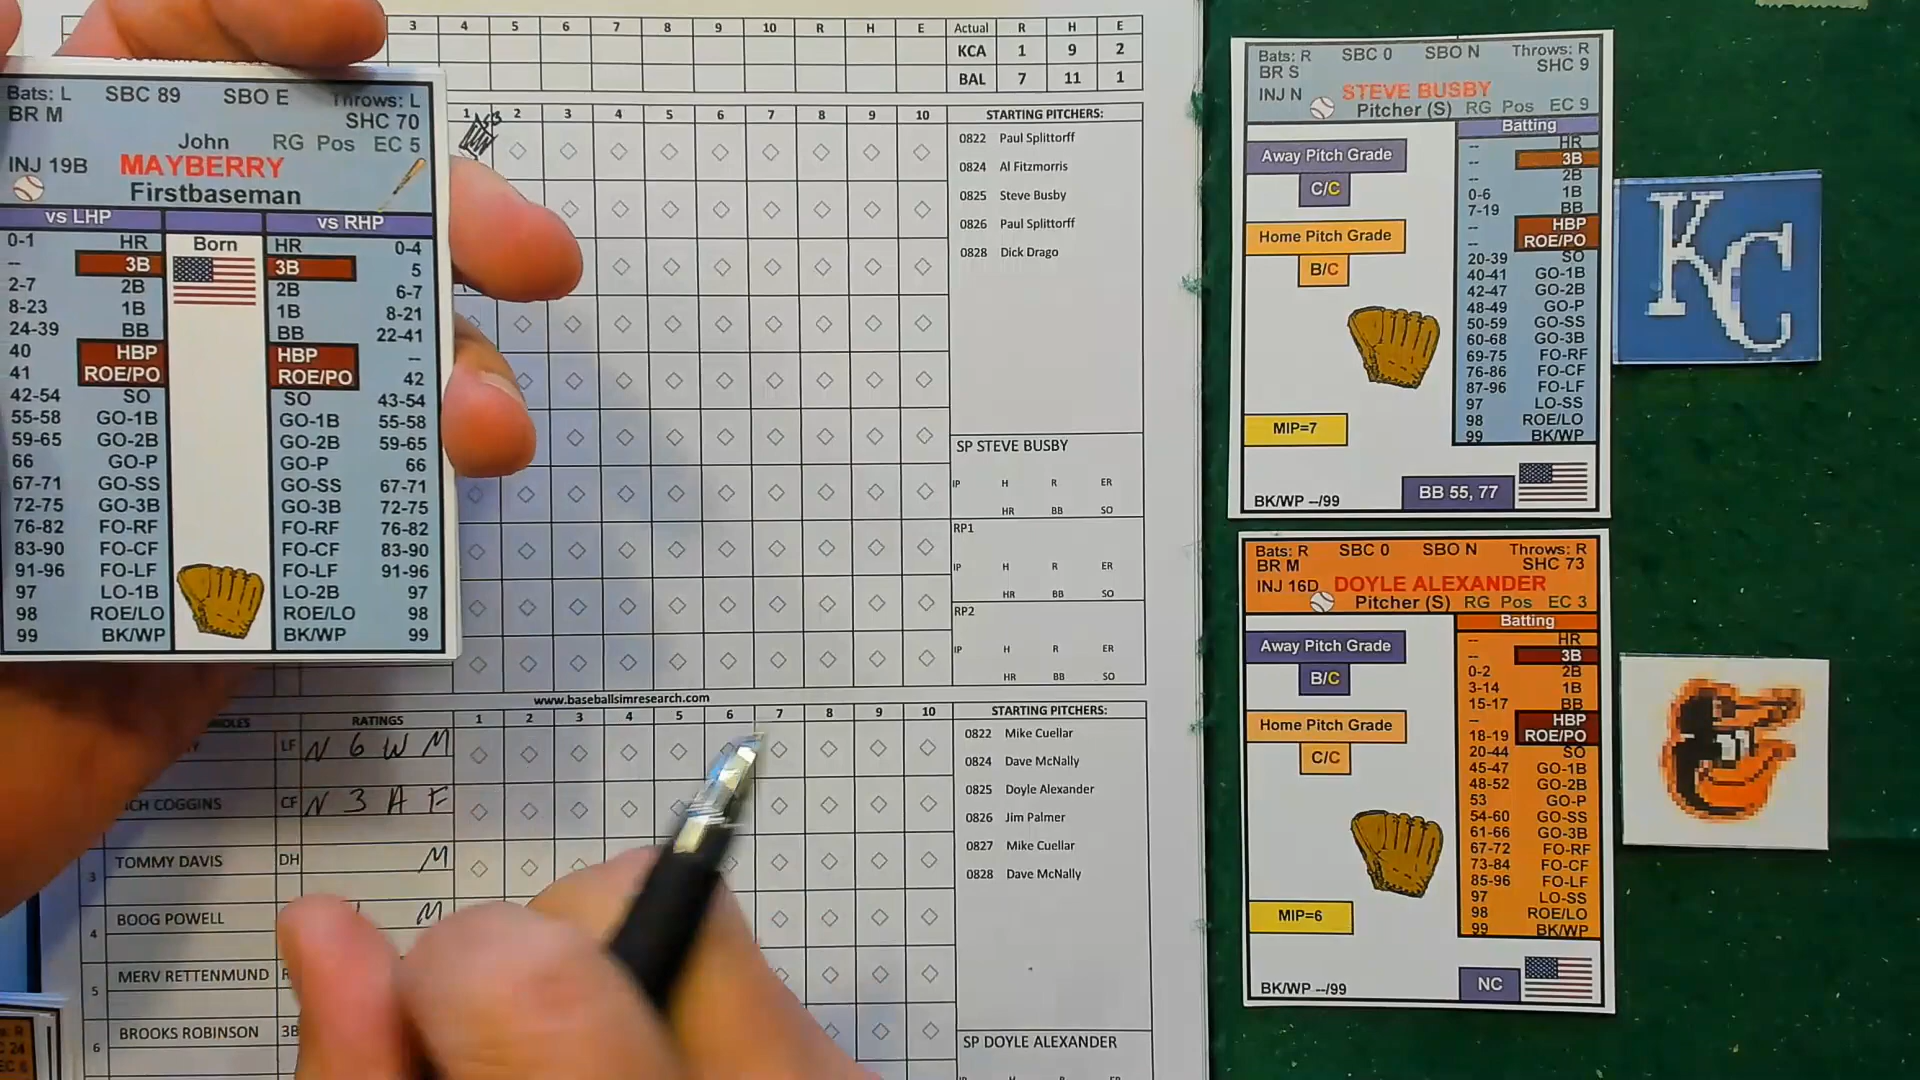 3 4 5 6 7 8 9 10 R H E Actual R H E
KCA 1 9 2
BAL 7 11 1
Bats: L SBC 89 SBO E Throws: L
BR M SHC 70
John RG Pos EC 5
INJ 19B MAYBERRY
Firstbaseman
vs LHP vs RHP
Born
0-1 HR HR 0-4
-- 3B 3B 5
2-7 2B 2B 6-7
8-23 1B 1B 8-21
24-39 BB BB 22-41
40 HBP HBP --
41 ROE/PO ROE/PO 42
42-54 SO SO 43-54
55-58 GO-1B GO-1B 55-58
59-65 GO-2B GO-2B 59-65
66 GO-P GO-P 66
67-71 GO-SS GO-SS 67-71
72-75 GO-3B GO-3B 72-75
76-82 FO-RF FO-RF 76-82
83-90 FO-CF FO-CF 83-90
91-96 FO-LF FO-LF 91-96
97 LO-1B LO-2B 97
98 ROE/LO ROE/LO 98
99 BK/WP BK/WP 99
1 2 3 4 5 6 7 8 9 10 STARTING PITCHERS:
0822 Paul Splittorff
0824 Al Fitzmorris
0825 Steve Busby
0826 Paul Splittorff
0828 Dick Drago
SP STEVE BUSBY
IP H R ER
HR BB SO
RP1
IP H R ER
HR BB SO
RP2
IP H R ER
HR BB SO
www.baseballsimresearch.com
RATINGS 1 2 3 4 5 6 7 8 9 10 STARTING PITCHERS:
LF N 6 W M
CH COGGINS CF N 3 A F
3 TOMMY DAVIS DH M
4 BOOG POWELL M
5 MERV RETTENMUND R
6 BROOKS ROBINSON 3B
0822 Mike Cuellar
0824 Dave McNally
0825 Doyle Alexander
0826 Jim Palmer
0827 Mike Cuellar
0828 Dave McNally
SP DOYLE ALEXANDER
Bats: R SBC 0 SBO N Throws: R
BR S SHC 9
INJ N STEVE BUSBY
Pitcher (S) RG Pos EC 9
Batting
Away Pitch Grade
C/C
Home Pitch Grade
B/C
MIP=7
BK/WP --/99
-- HR
-- 3B
-- 2B
0-6 1B
7-19 BB
-- HBP
-- ROE/PO
20-39 SO
40-41 GO-1B
42-47 GO-2B
48-49 GO-P
50-59 GO-SS
60-68 GO-3B
69-75 FO-RF
76-86 FO-CF
87-96 FO-LF
97 LO-SS
98 ROE/LO
99 BK/WP
BB 55, 77
KC
Bats: R SBC 0 SBO N Throws: R
BR M SHC 73
INJ 16D DOYLE ALEXANDER
Pitcher (S) RG Pos EC 3
Batting
Away Pitch Grade
B/C
Home Pitch Grade
C/C
MIP=6
BK/WP --/99
-- HR
-- 3B
0-2 2B
3-14 1B
15-17 BB
-- HBP
18-19 ROE/PO
20-44 SO
45-47 GO-1B
48-52 GO-2B
53 GO-P
54-60 GO-SS
61-66 GO-3B
67-72 FO-RF
73-84 FO-CF
85-96 FO-LF
97 LO-SS
98 ROE/LO
99 BK/WP
NC